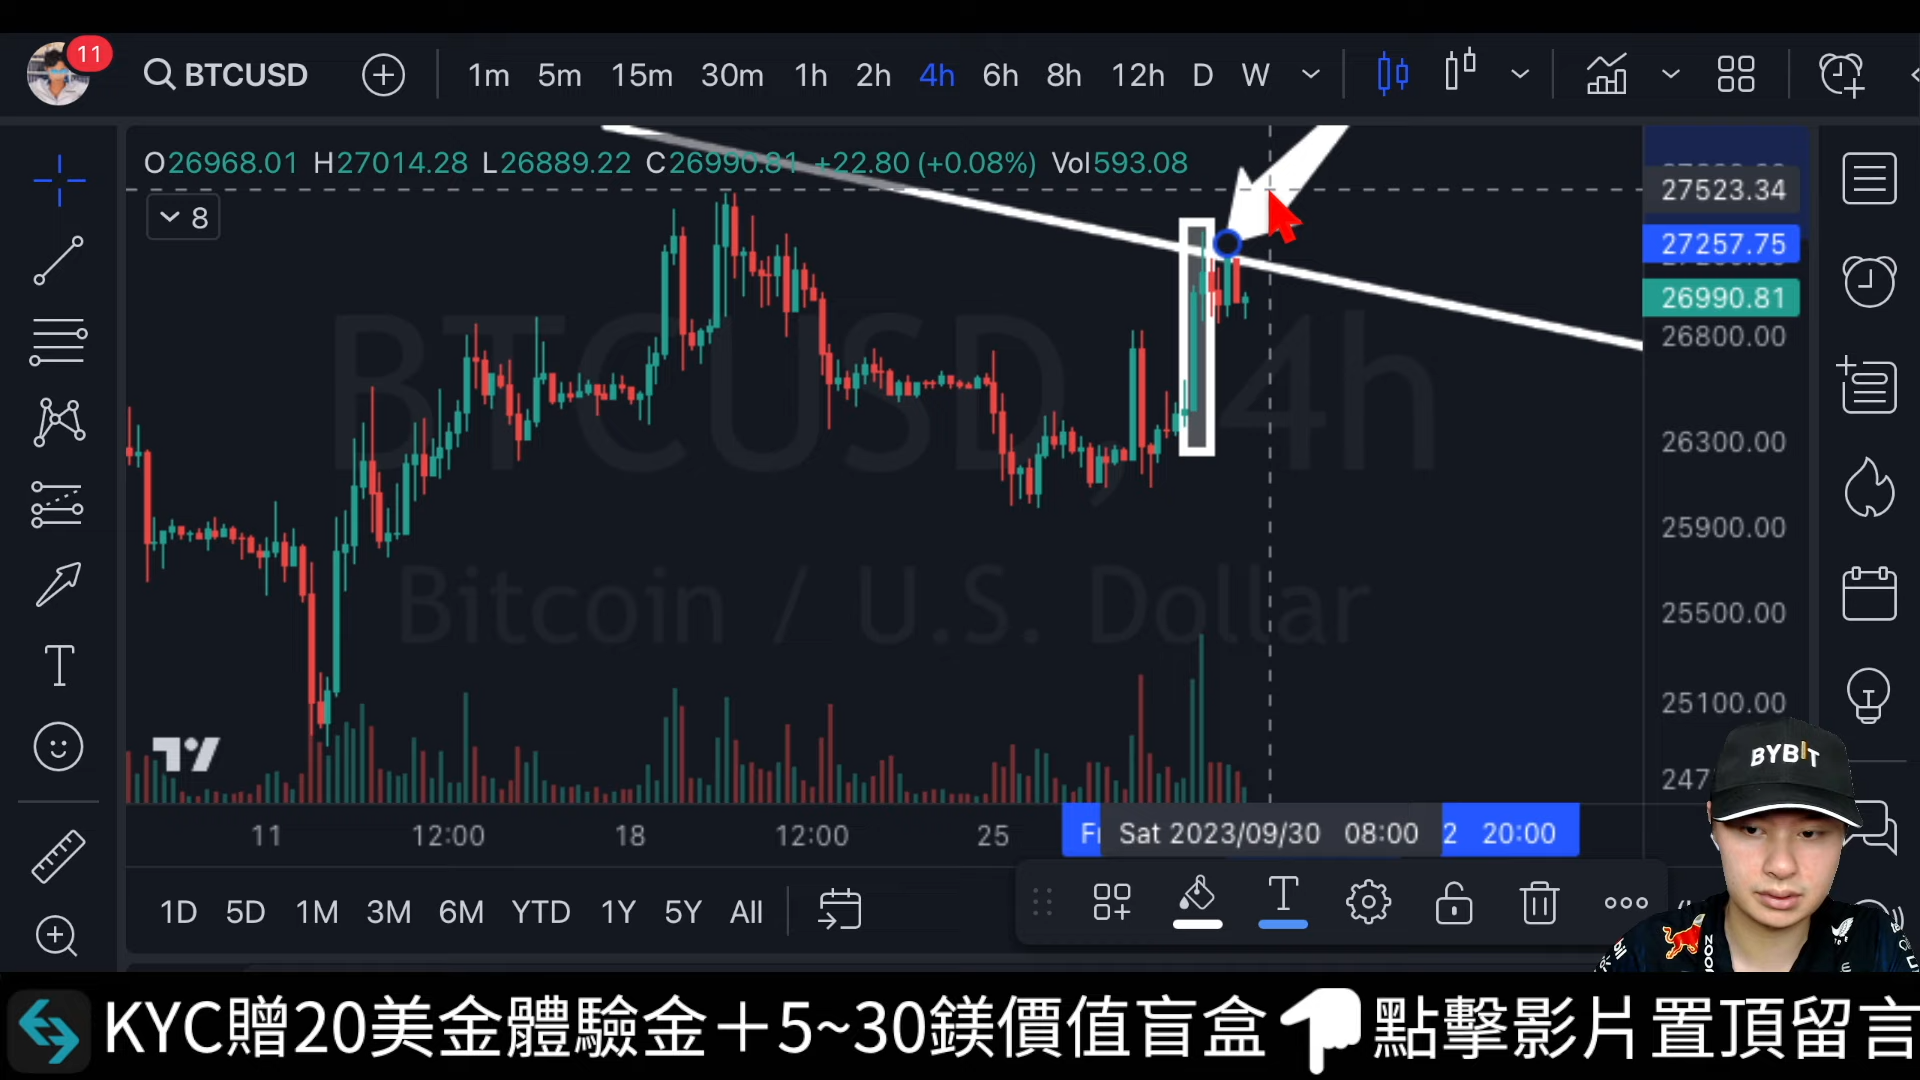 11
BTCUSD
1m 5m 15m 30m 1h 2h 4h 6h 8h 12h D W
O26968.01 H27014.28 L26889.22 C26990.81 +22.80 (+0.08%) Vol593.08
8
27523.34
27257.75
26990.81
26800.00
26300.00
25900.00
25500.00
25100.00
BTCUSD, 4h
Bitcoin / U.S. Dollar
BYBIT
11 12:00 18 12:00 25
Sat 2023/09/30 08:00
2 20:00
1D 5D 1M 3M 6M YTD 1Y 5Y All
KYC贈20美金體驗金+5~30鎂價值盲盒👇點擊影片置頂留言